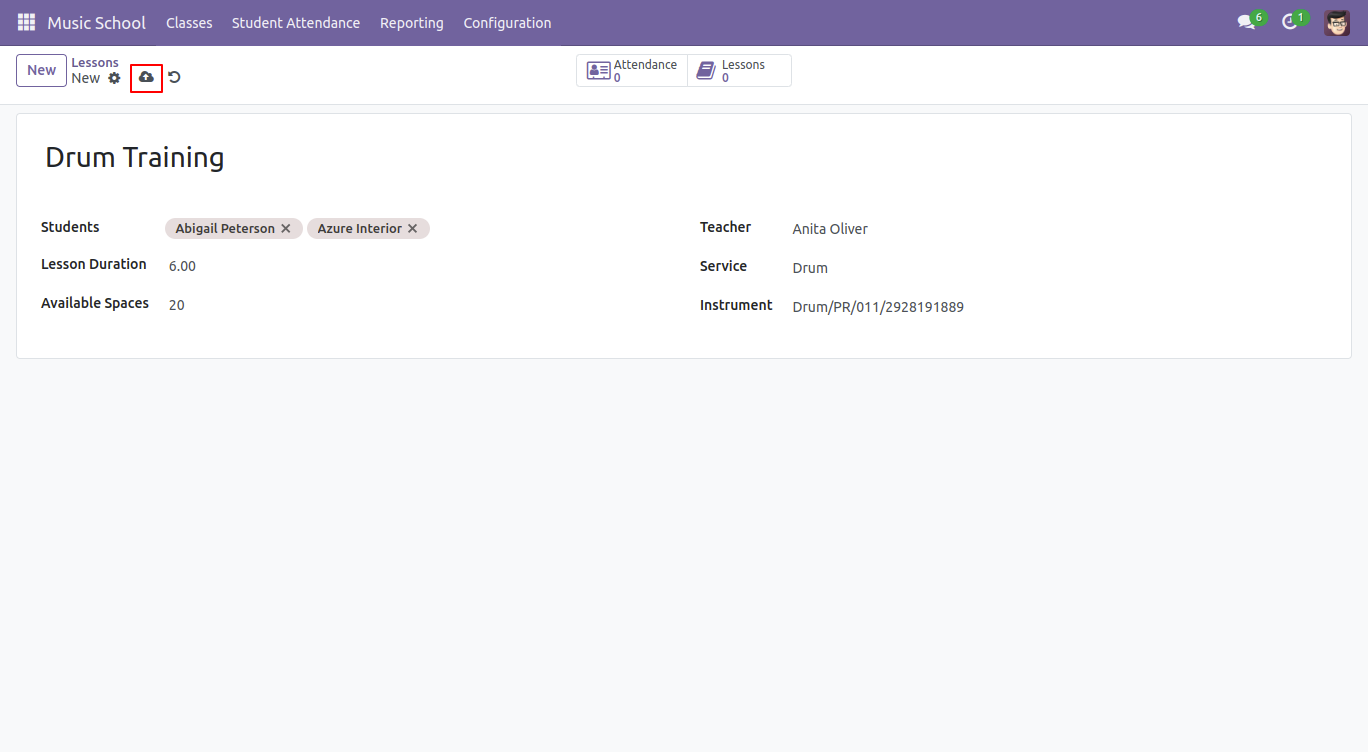 Music School Classes Student Attendance Reporting Configuration 6 1
New
Lessons
New
Attendance
0
Lessons
0
Drum Training
Students Abigail Peterson Azure Interior
Lesson Duration 6.00
Available Spaces 20
Teacher Anita Oliver
Service Drum
Instrument Drum/PR/011/2928191889